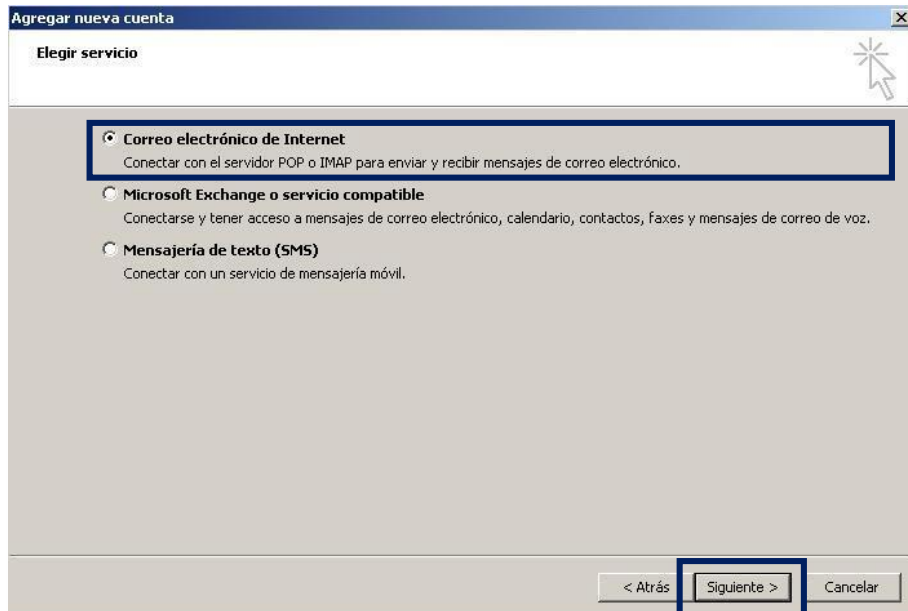 Agregar nueva cuenta
Elegir servicio
Correo electrónico de Internet
Conectar con el servidor POP o IMAP para enviar y recibir mensajes de correo electrónico.
Microsoft Exchange o servicio compatible
Conectarse y tener acceso a mensajes de correo electrónico, calendario, contactos, faxes y mensajes de correo de voz.
Mensajería de texto (SMS)
Conectar con un servicio de mensajería móvil.
< Atrás Siguiente > Cancelar